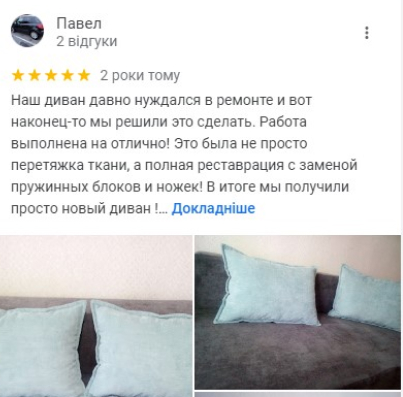 Павел
2 відгуки
2 роки тому
Наш диван давно нуждался в ремонте и вот
наконец-то мы решили это сделать. Работа
выполнена на отлично! Это была не просто
перетяжка ткани, а полная реставрация с заменой
пружинных блоков и ножек! В итоге мы получили
просто новый диван !... Докладніше